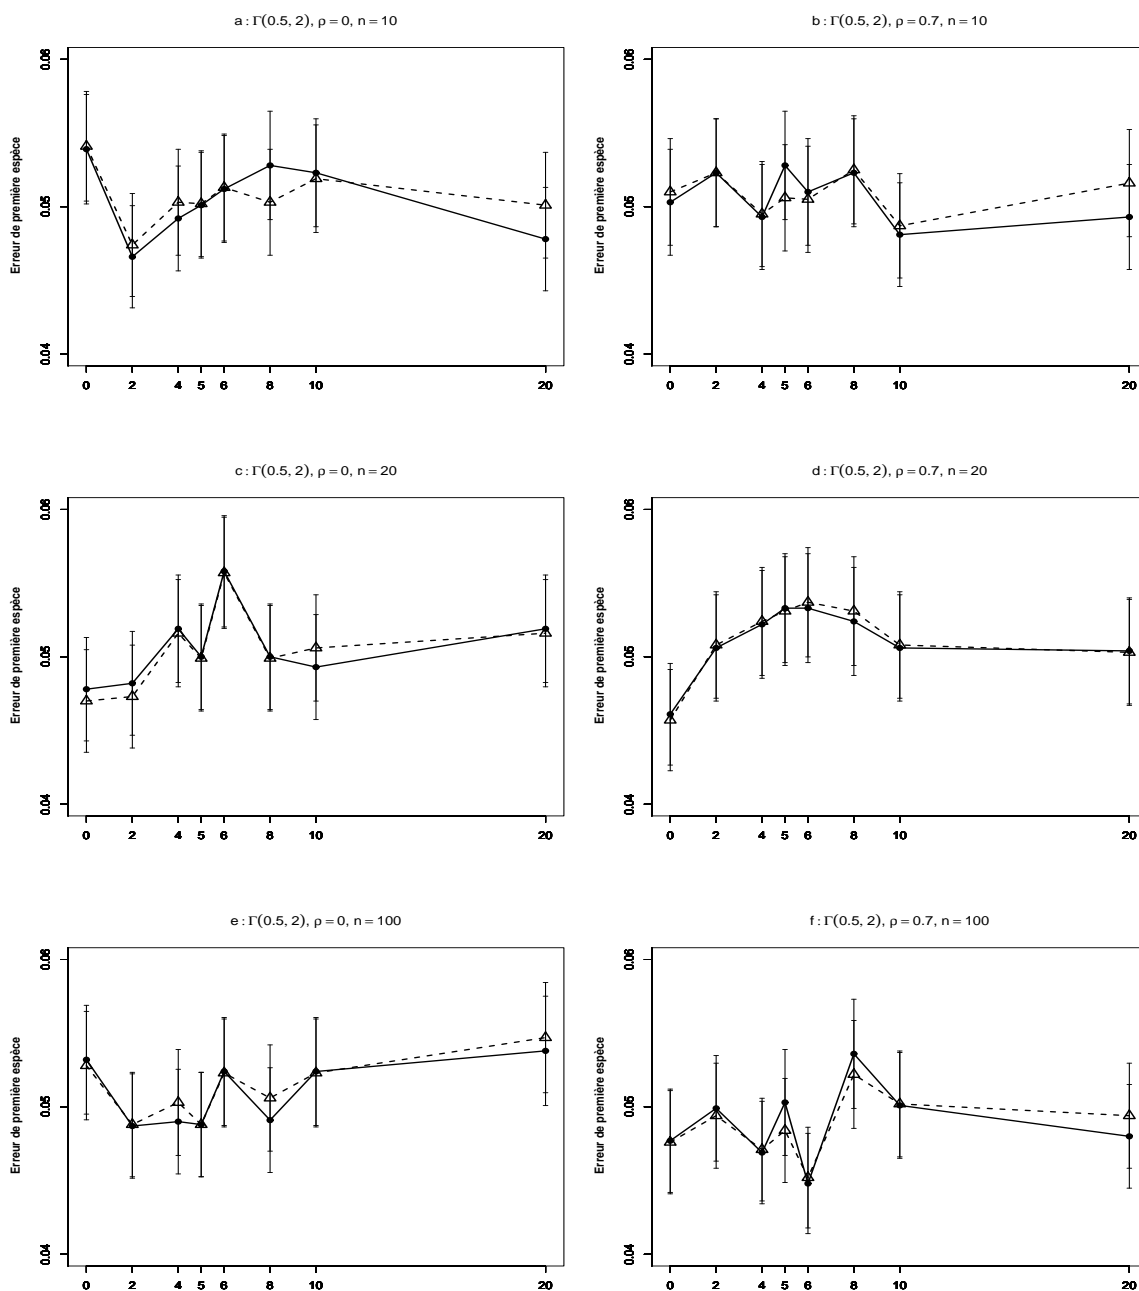 a : Γ(0.5, 2), ρ = 0, n = 10
Erreur de première espèce
0.06
0.05
0.04
0 2 4 5 6 8 10 20
b : Γ(0.5, 2), ρ = 0.7, n = 10
Erreur de première espèce
0.06
0.05
0.04
0 2 4 5 6 8 10 20
c : Γ(0.5, 2), ρ = 0, n = 20
Erreur de première espèce
0.06
0.05
0.04
0 2 4 5 6 8 10 20
d : Γ(0.5, 2), ρ = 0.7, n = 20
Erreur de première espèce
0.06
0.05
0.04
0 2 4 5 6 8 10 20
e : Γ(0.5, 2), ρ = 0, n = 100
Erreur de première espèce
0.06
0.05
0.04
0 2 4 5 6 8 10 20
f : Γ(0.5, 2), ρ = 0.7, n = 100
Erreur de première espèce
0.06
0.05
0.04
0 2 4 5 6 8 10 20